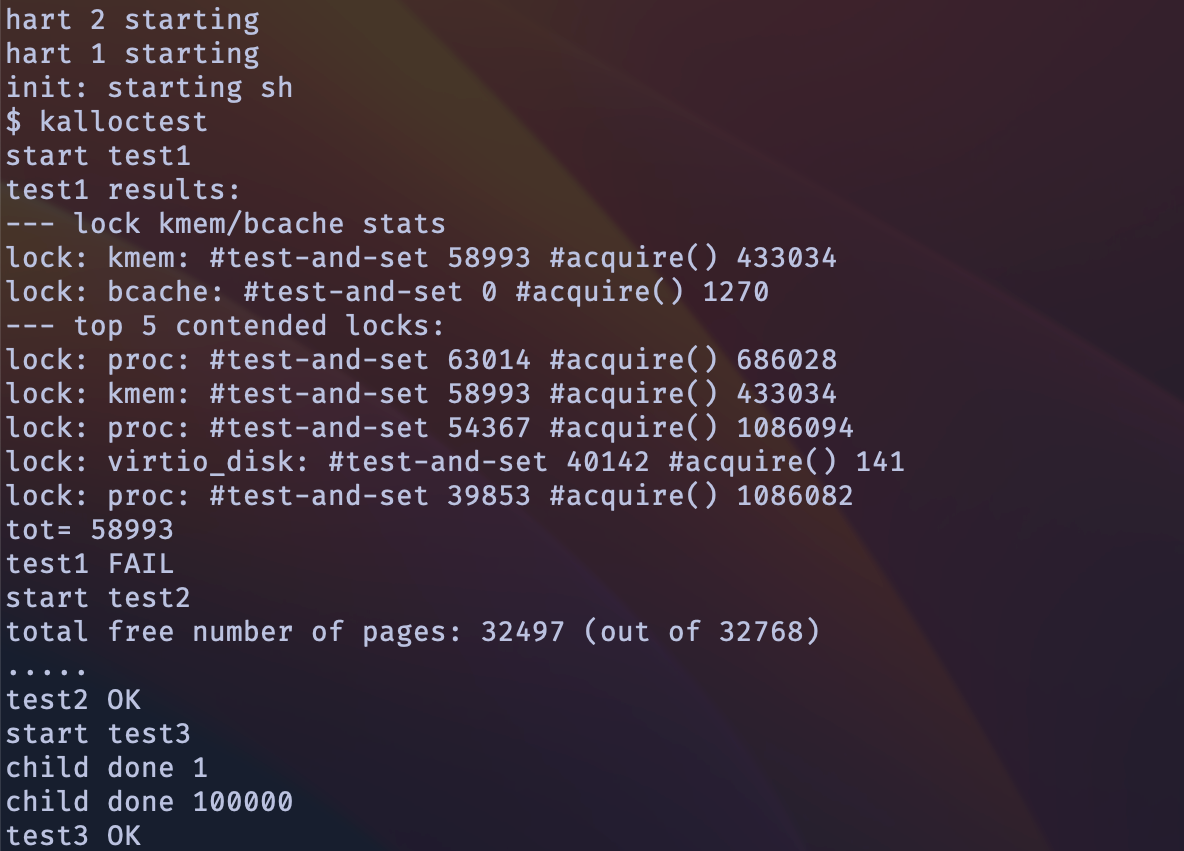 hart 2 starting
hart 1 starting
init: starting sh
$ kalloctest
start test1
test1 results:
--- lock kmem/bcache stats
lock: kmem: #test-and-set 58993 #acquire() 433034
lock: bcache: #test-and-set 0 #acquire() 1270
--- top 5 contended locks:
lock: proc: #test-and-set 63014 #acquire() 686028
lock: kmem: #test-and-set 58993 #acquire() 433034
lock: proc: #test-and-set 54367 #acquire() 1086094
lock: virtio_disk: #test-and-set 40142 #acquire() 141
lock: proc: #test-and-set 39853 #acquire() 1086082
tot= 58993
test1 FAIL
start test2
total free number of pages: 32497 (out of 32768)
.....
test2 OK
start test3
child done 1
child done 100000
test3 OK